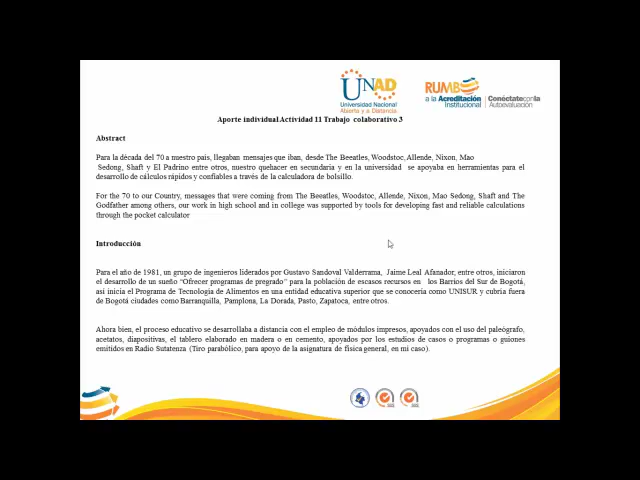 UNAD
Universidad Nacional
Abierta y a Distancia
RUMBO
a la Acreditación
Institucional
Conéctate con la
Autoevaluación
Aporte individual Actividad 11 Trabajo colaborativo 3
Abstract
Para la década del 70 a nuestro país, llegaban mensajes que iban, desde The Beeatles, Woodstoc, Allende, Nixon, Mao
Sedong, Shaft y El Padrino entre otros, nuestro quehacer en secundaria y en la universidad se apoyaba en herramientas para el
desarrollo de cálculos rápidos y confiables a través de la calculadora de bolsillo.
For the 70 to our Country, messages that were coming from The Beatles, Woodstoc, Allende, Nixon, Mao Sedong, Shaft and The
Godfather among others, our work in high school and in college was supported by tools for developing fast and reliable calculations
through the pocket calculator
Introducción
Para el año de 1981, un grupo de ingenieros liderados por Gustavo Sandoval Valderrama, Jaime Leal Afanador, entre otros, iniciaron
el desarrollo de un sueño "Ofrecer programas de pregrado" para la población de escasos recursos en los Barrios del Sur de Bogotá,
así inicia el Programa de Tecnología de Alimentos en una entidad educativa superior que se conocería como UNISUR y cubría fuera
de Bogotá ciudades como Barranquilla, Pamplona, La Dorada, Pasto, Zapatoca, entre otros.
Ahora bien, el proceso educativo se desarrollaba a distancia con el empleo de módulos impresos, apoyados con el uso del paleógrafo,
acetatos, diapositivas, el tablero elaborado en madera o en cemento, apoyados por los estudios de casos o programas o guiones
emitidos en Radio Sutatenza (Tiro parabólico, para apoyo de la asignatura de física general, en mi caso).